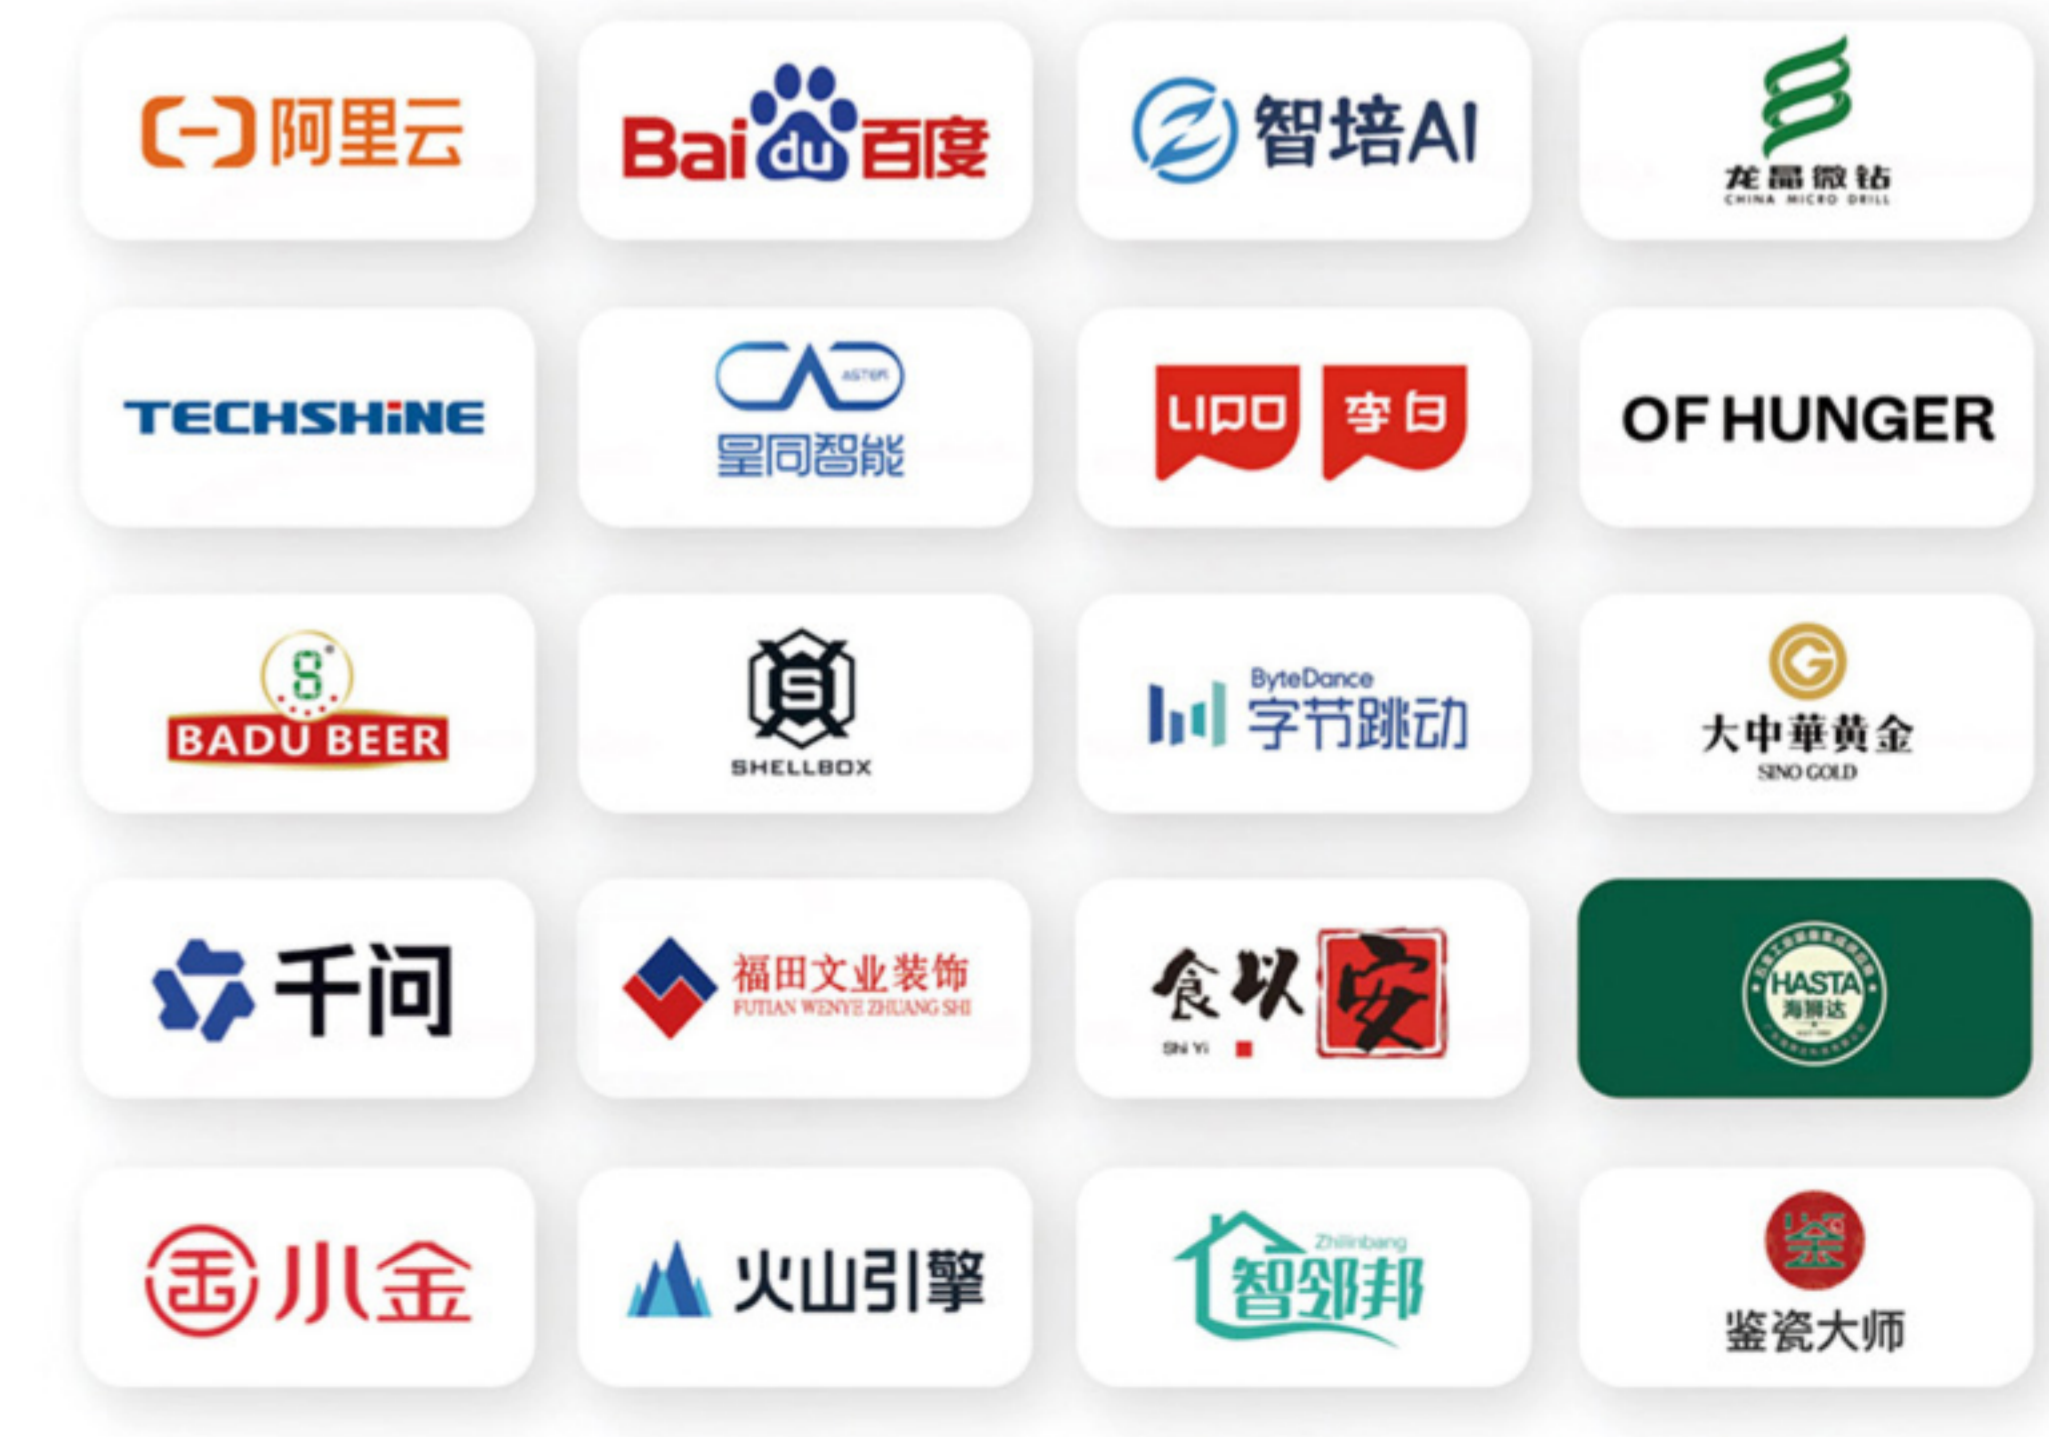 阿里云
Bai du 百度
智培AI
龙晶微钻
CHINA MICRO DRILL
TECHSHiNE
ASTER
星同智能
LIDO 李白
OF HUNGER
8
BADU BEER
S
SHELLBOX
ByteDance
字节跳动
G
大中華黄金
SINO GOLD
千问
福田文业装饰
FUTIAN WENYE ZHUANG SHI
食以安
Shi Yi
HASTA
海狮达
小金
火山引擎
Zhilinbang
智邻邦
鉴瓷大师